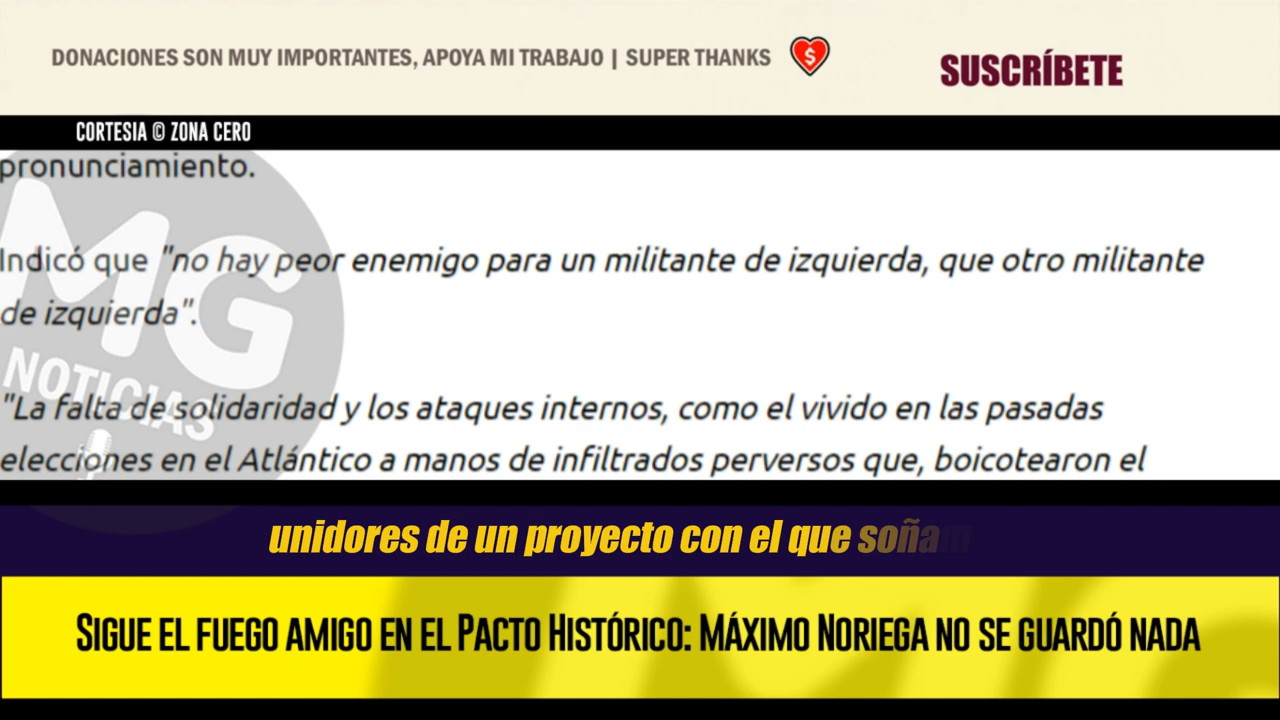 DONACIONES SON MUY IMPORTANTES, APOYA MI TRABAJO | SUPER THANKS
SUSCRÍBETE
CORTESIA © ZONA CERO
pronunciamiento.
Indicó que "no hay peor enemigo para un militante de izquierda, que otro militante
de izquierda".
"La falta de solidaridad y los ataques internos, como el vivido en las pasadas
elecciones en el Atlántico a manos de infiltrados perversos que, boicotearon el
MG
NOTICIAS
unidores de un proyecto con el que soñam
SIGUE EL FUEGO AMIGO EN EL PACTO HISTÓRICO: MÁXIMO NORIEGA NO SE GUARDÓ NADA